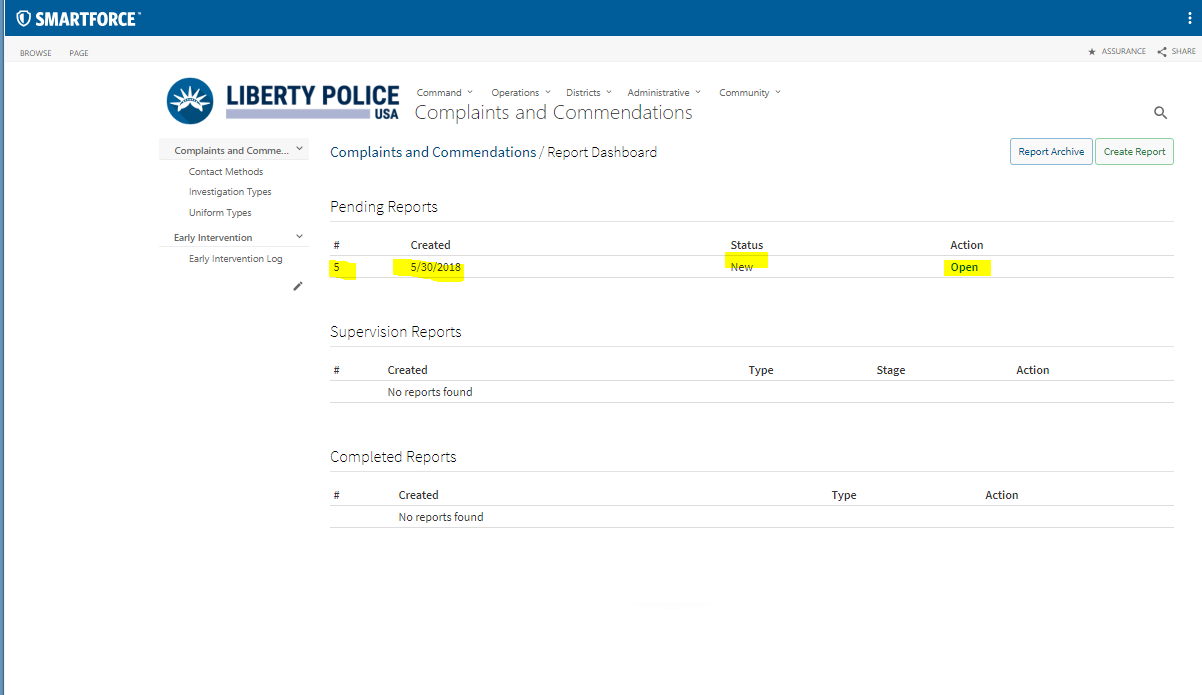 SMARTFORCE™
BROWSE PAGE ASSURANCE SHARE
LIBERTY POLICE
USA
Command Operations Districts Administrative Community
Complaints and Commendations
Complaints and Comme...
Contact Methods
Investigation Types
Uniform Types
Early Intervention
Early Intervention Log
Complaints and Commendations / Report Dashboard
Report Archive Create Report
Pending Reports
# Created Status Action
5 5/30/2018 New Open
Supervision Reports
# Created Type Stage Action
No reports found
Completed Reports
# Created Type Action
No reports found